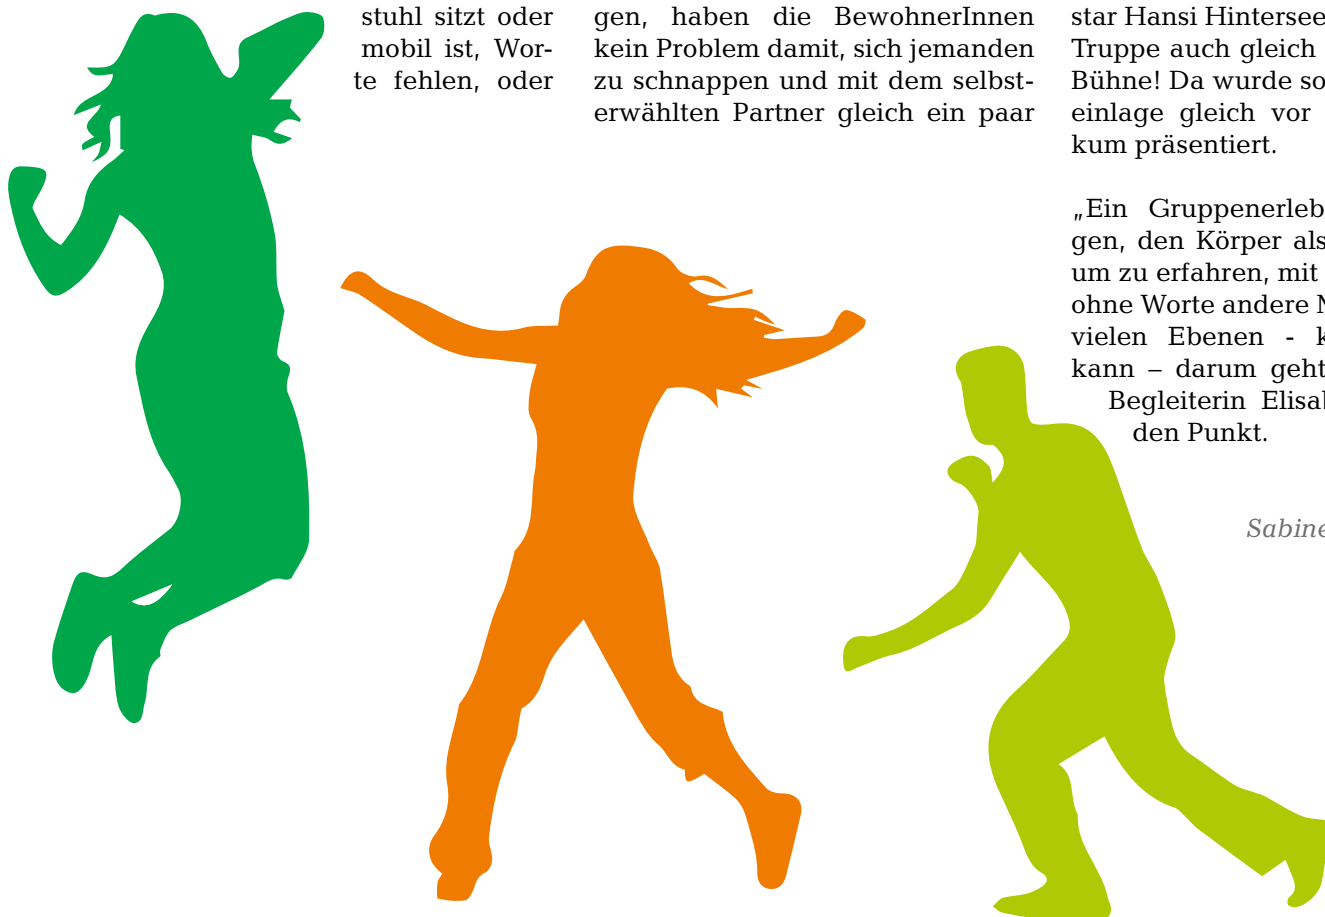 stuhl sitzt oder
mobil ist, Wor-
te fehlen, oder
gen, haben die BewohnerInnen
kein Problem damit, sich jemanden
zu schnappen und mit dem selbst-
erwählten Partner gleich ein paar
star Hansi Hintersee
Truppe auch gleich
Bühne! Da wurde so
einlage gleich vor
kum präsentiert.
„Ein Gruppenerleb
gen, den Körper als
um zu erfahren, mit
ohne Worte andere
vielen Ebenen - k
kann – darum geht
Begleiterin Elisa
den Punkt.
Sabine